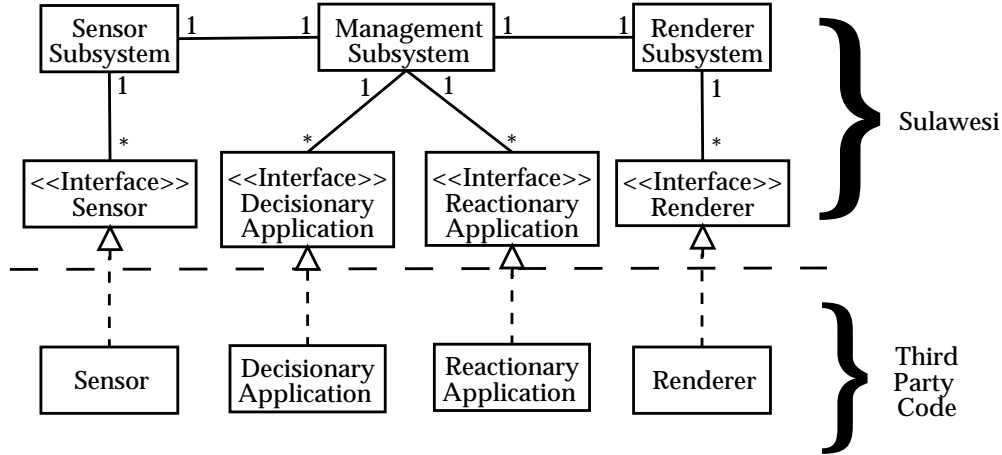 Sensor
Subsystem
1
1
Management
Subsystem
1
1
Renderer
Subsystem
1
1
1
1
*
*
*
*
Sulawesi
<<Interface>>
Sensor
<<Interface>>
Decisionary
Application
<<Interface>>
Reactionary
Application
<<Interface>>
Renderer
Sensor
Decisionary
Application
Reactionary
Application
Renderer
Third
Party
Code